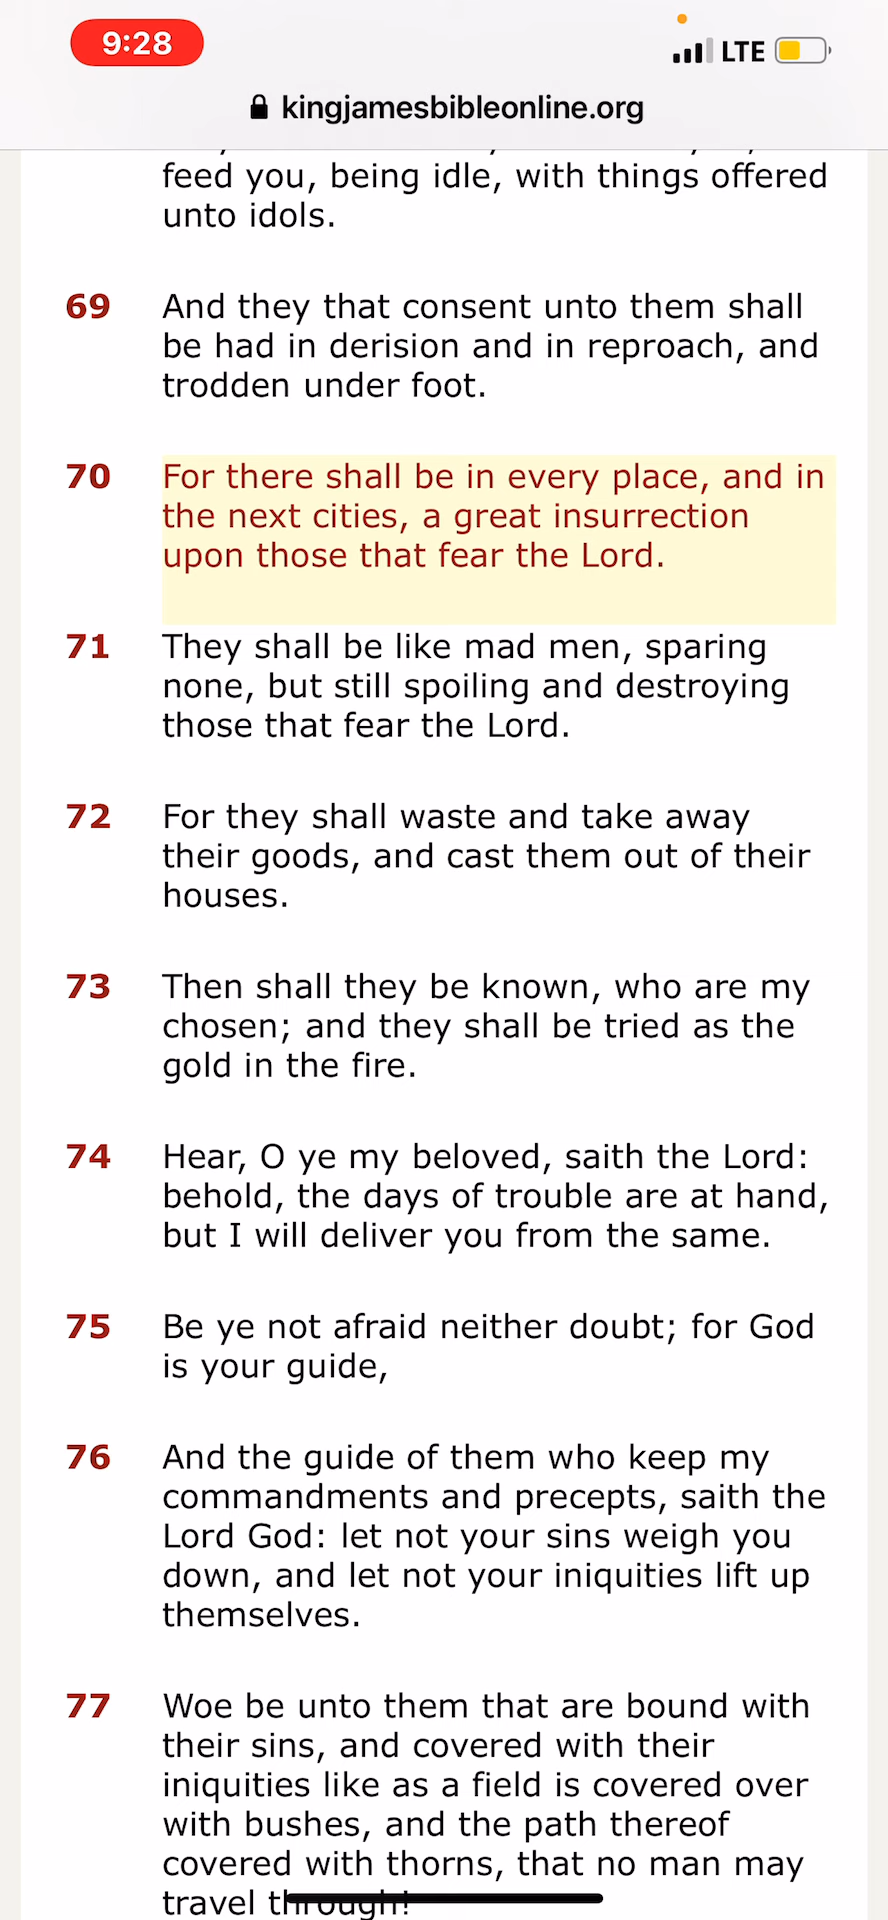 9:28
LTE
kingjamesbibleonline.org
feed you, being idle, with things offered
unto idols.
69 And they that consent unto them shall
be had in derision and in reproach, and
trodden under foot.
70 For there shall be in every place, and in
the next cities, a great insurrection
upon those that fear the Lord.
71 They shall be like mad men, sparing
none, but still spoiling and destroying
those that fear the Lord.
72 For they shall waste and take away
their goods, and cast them out of their
houses.
73 Then shall they be known, who are my
chosen; and they shall be tried as the
gold in the fire.
74 Hear, O ye my beloved, saith the Lord:
behold, the days of trouble are at hand,
but I will deliver you from the same.
75 Be ye not afraid neither doubt; for God
is your guide,
76 And the guide of them who keep my
commandments and precepts, saith the
Lord God: let not your sins weigh you
down, and let not your iniquities lift up
themselves.
77 Woe be unto them that are bound with
their sins, and covered with their
iniquities like as a field is covered over
with bushes, and the path thereof
covered with thorns, that no man may
travel through!